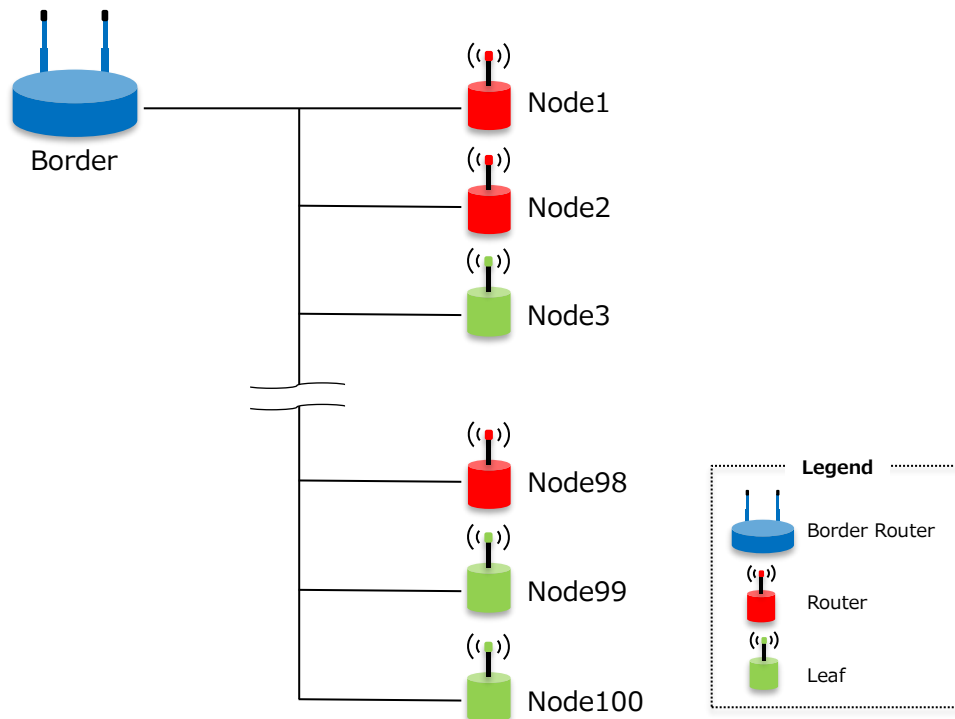 Border
Node1
Node2
Node3
Node98
Node99
Node100
Legend
Border Router
Router
Leaf